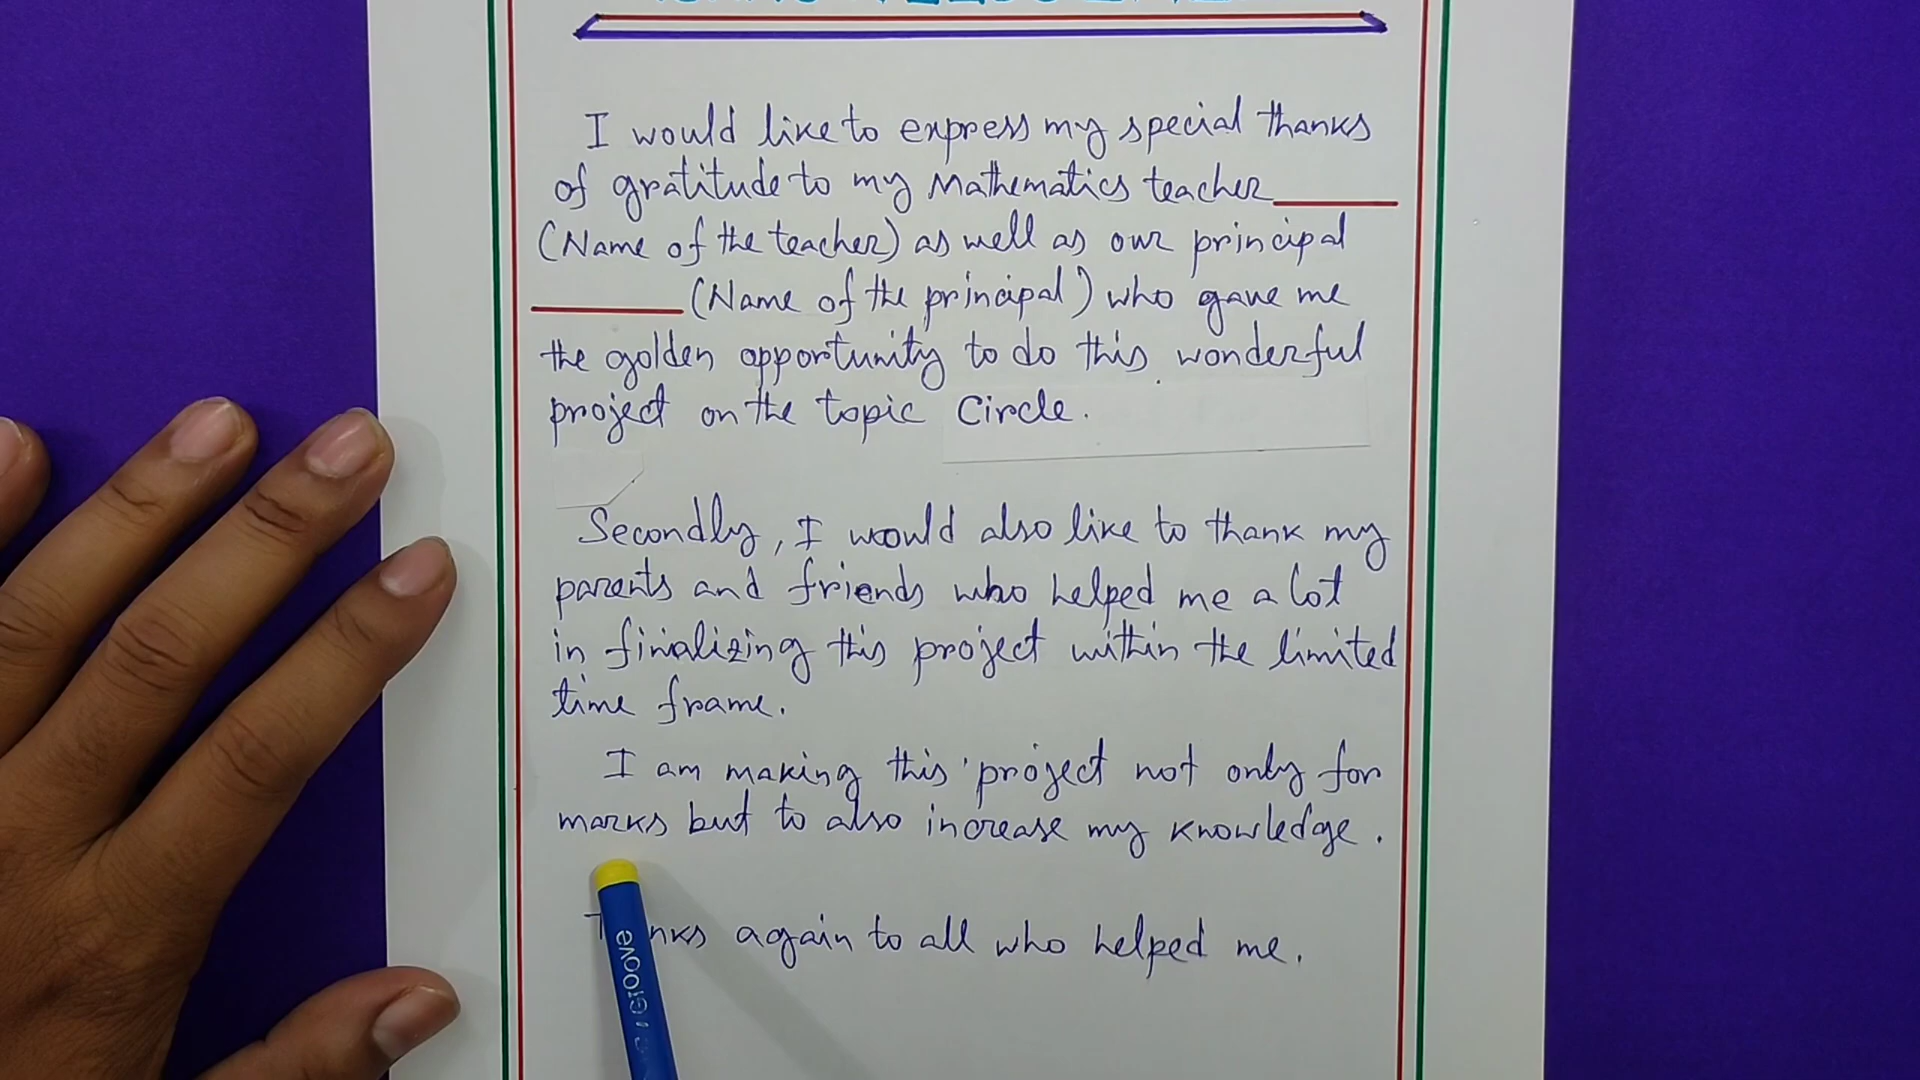 I would like to express my special thanks
of gratitude to my Mathematics teacher
(Name of the teacher) as well as our principal
(Name of the principal) who gave me
the golden opportunity to do this wonderful
project on the topic Circle.
Secondly, I would also like to thank my
parents and friends who helped me a lot
in finializing this project within the limited
time frame.
I am making this project not only for
marks but to also increase my knowledge.
again to all who helped me.
Groove